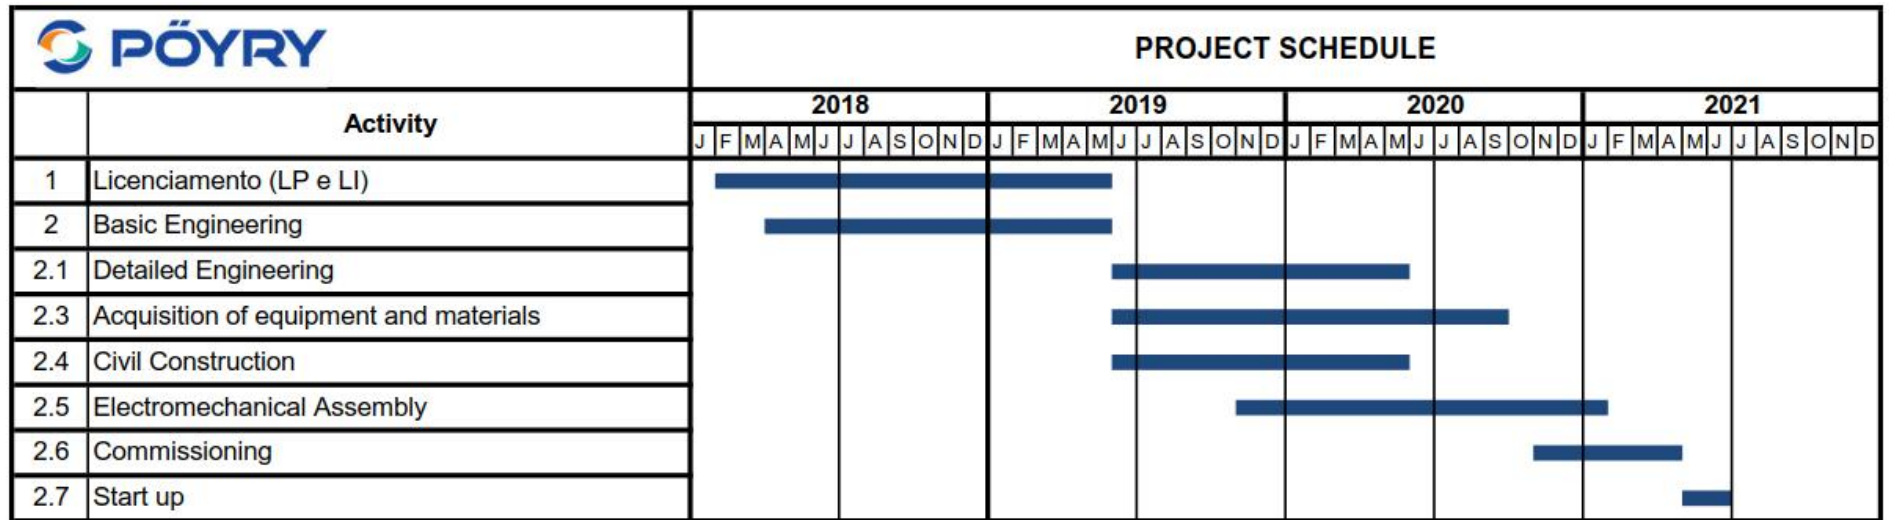 PÖYRY
PROJECT SCHEDULE
Activity
2018 2019 2020 2021
J F M A M J J A S O N D J F M A M J J A S O N D J F M A M J J A S O N D J F M A M J J A S O N D
1 Licenciamento (LP e LI)
2 Basic Engineering
2.1 Detailed Engineering
2.3 Acquisition of equipment and materials
2.4 Civil Construction
2.5 Electromechanical Assembly
2.6 Commissioning
2.7 Start up